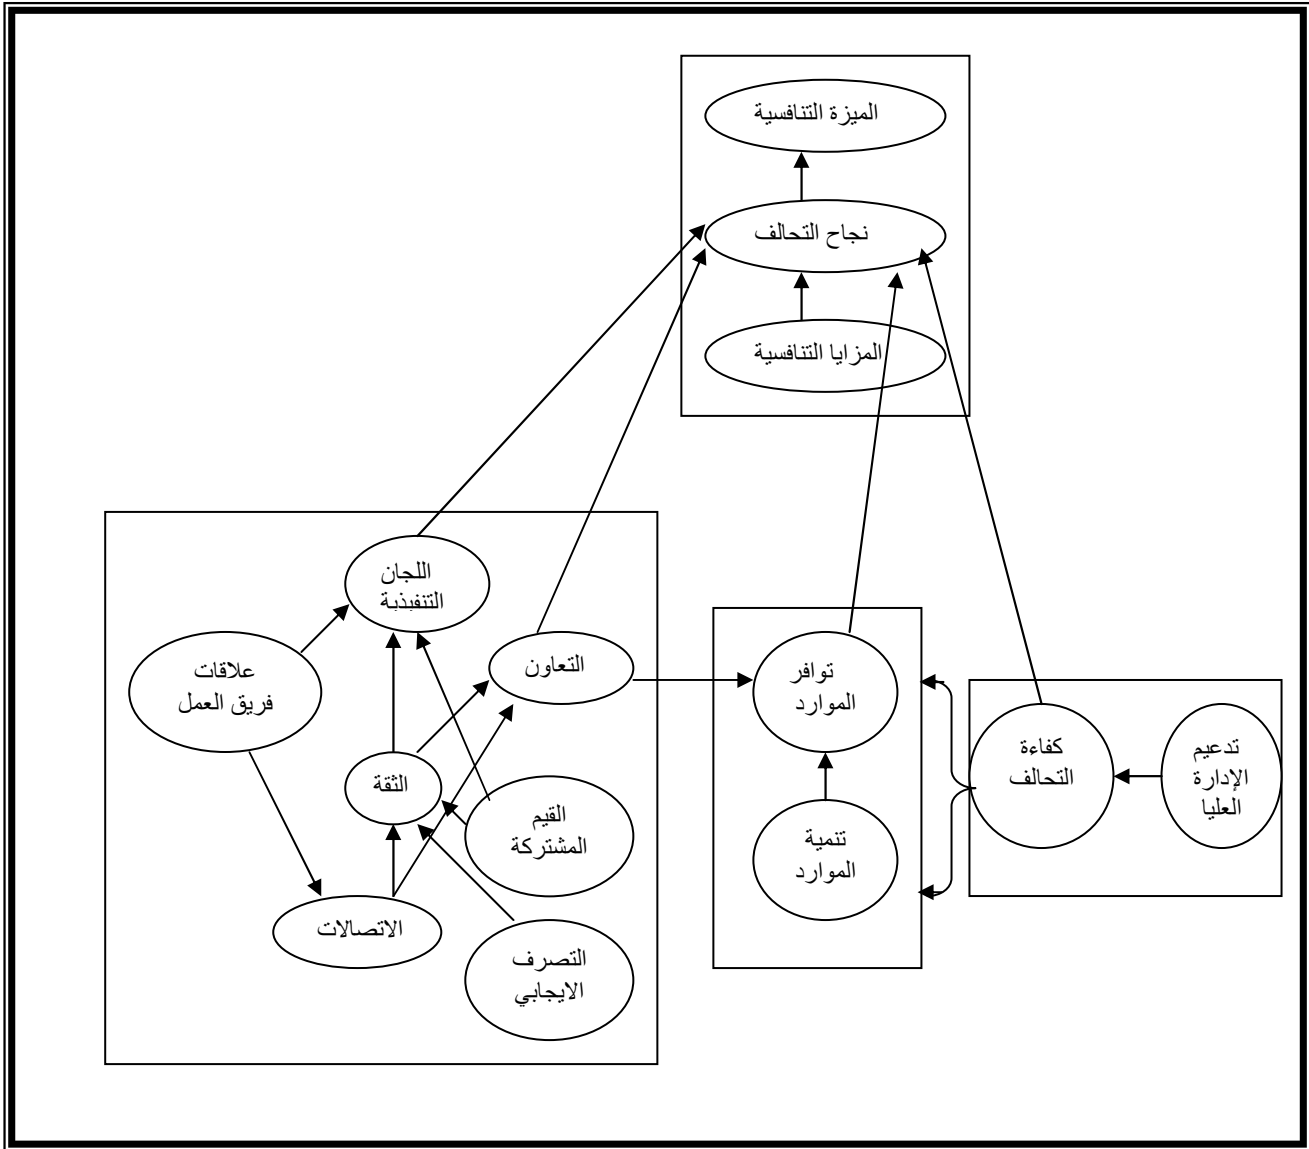 الميزة التنافسية
نجاح التحالف
المزايا التنافسية
اللجان
التنفيذية
التعاون
علاقات
فريق العمل
توافر
الموارد
كفاءة
التحالف
تدعيم
الإدارة
العليا
الثقة
القيم
المشتركة
تنمية
الموارد
الاتصالات
التصرف
الايجابي